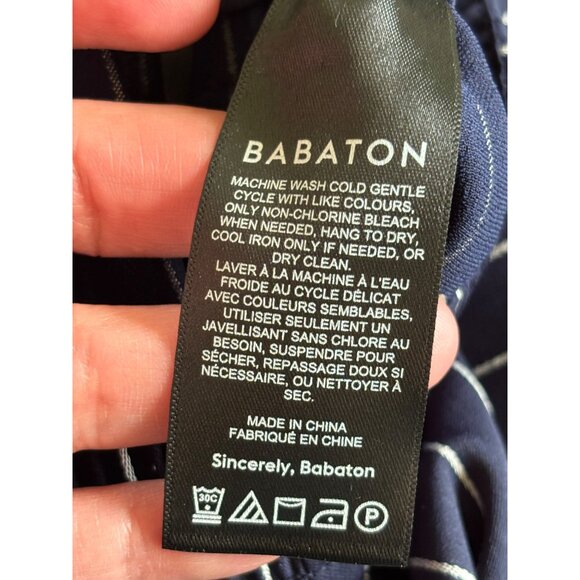 BABATON
MACHINE WASH COLD GENTLE
CYCLE WITH LIKE COLOURS,
ONLY NON-CHLORINE BLEACH
WHEN NEEDED, HANG TO DRY,
COOL IRON ONLY IF NEEDED, OR
DRY CLEAN.
LAVER À LA MACHINE À L'EAU
FROIDE AU CYCLE DÉLICAT
AVEC COULEURS SEMBLABLES,
UTILISER SEULEMENT UN
JAVELLISANT SANS CHLORE AU
BESOIN, SUSPENDRE POUR
SÉCHER, REPASSAGE DOUX SI
NÉCESSAIRE, OU NETTOYER À
SEC.
MADE IN CHINA
FABRIQUÉ EN CHINE
Sincerely, Babaton
30C P